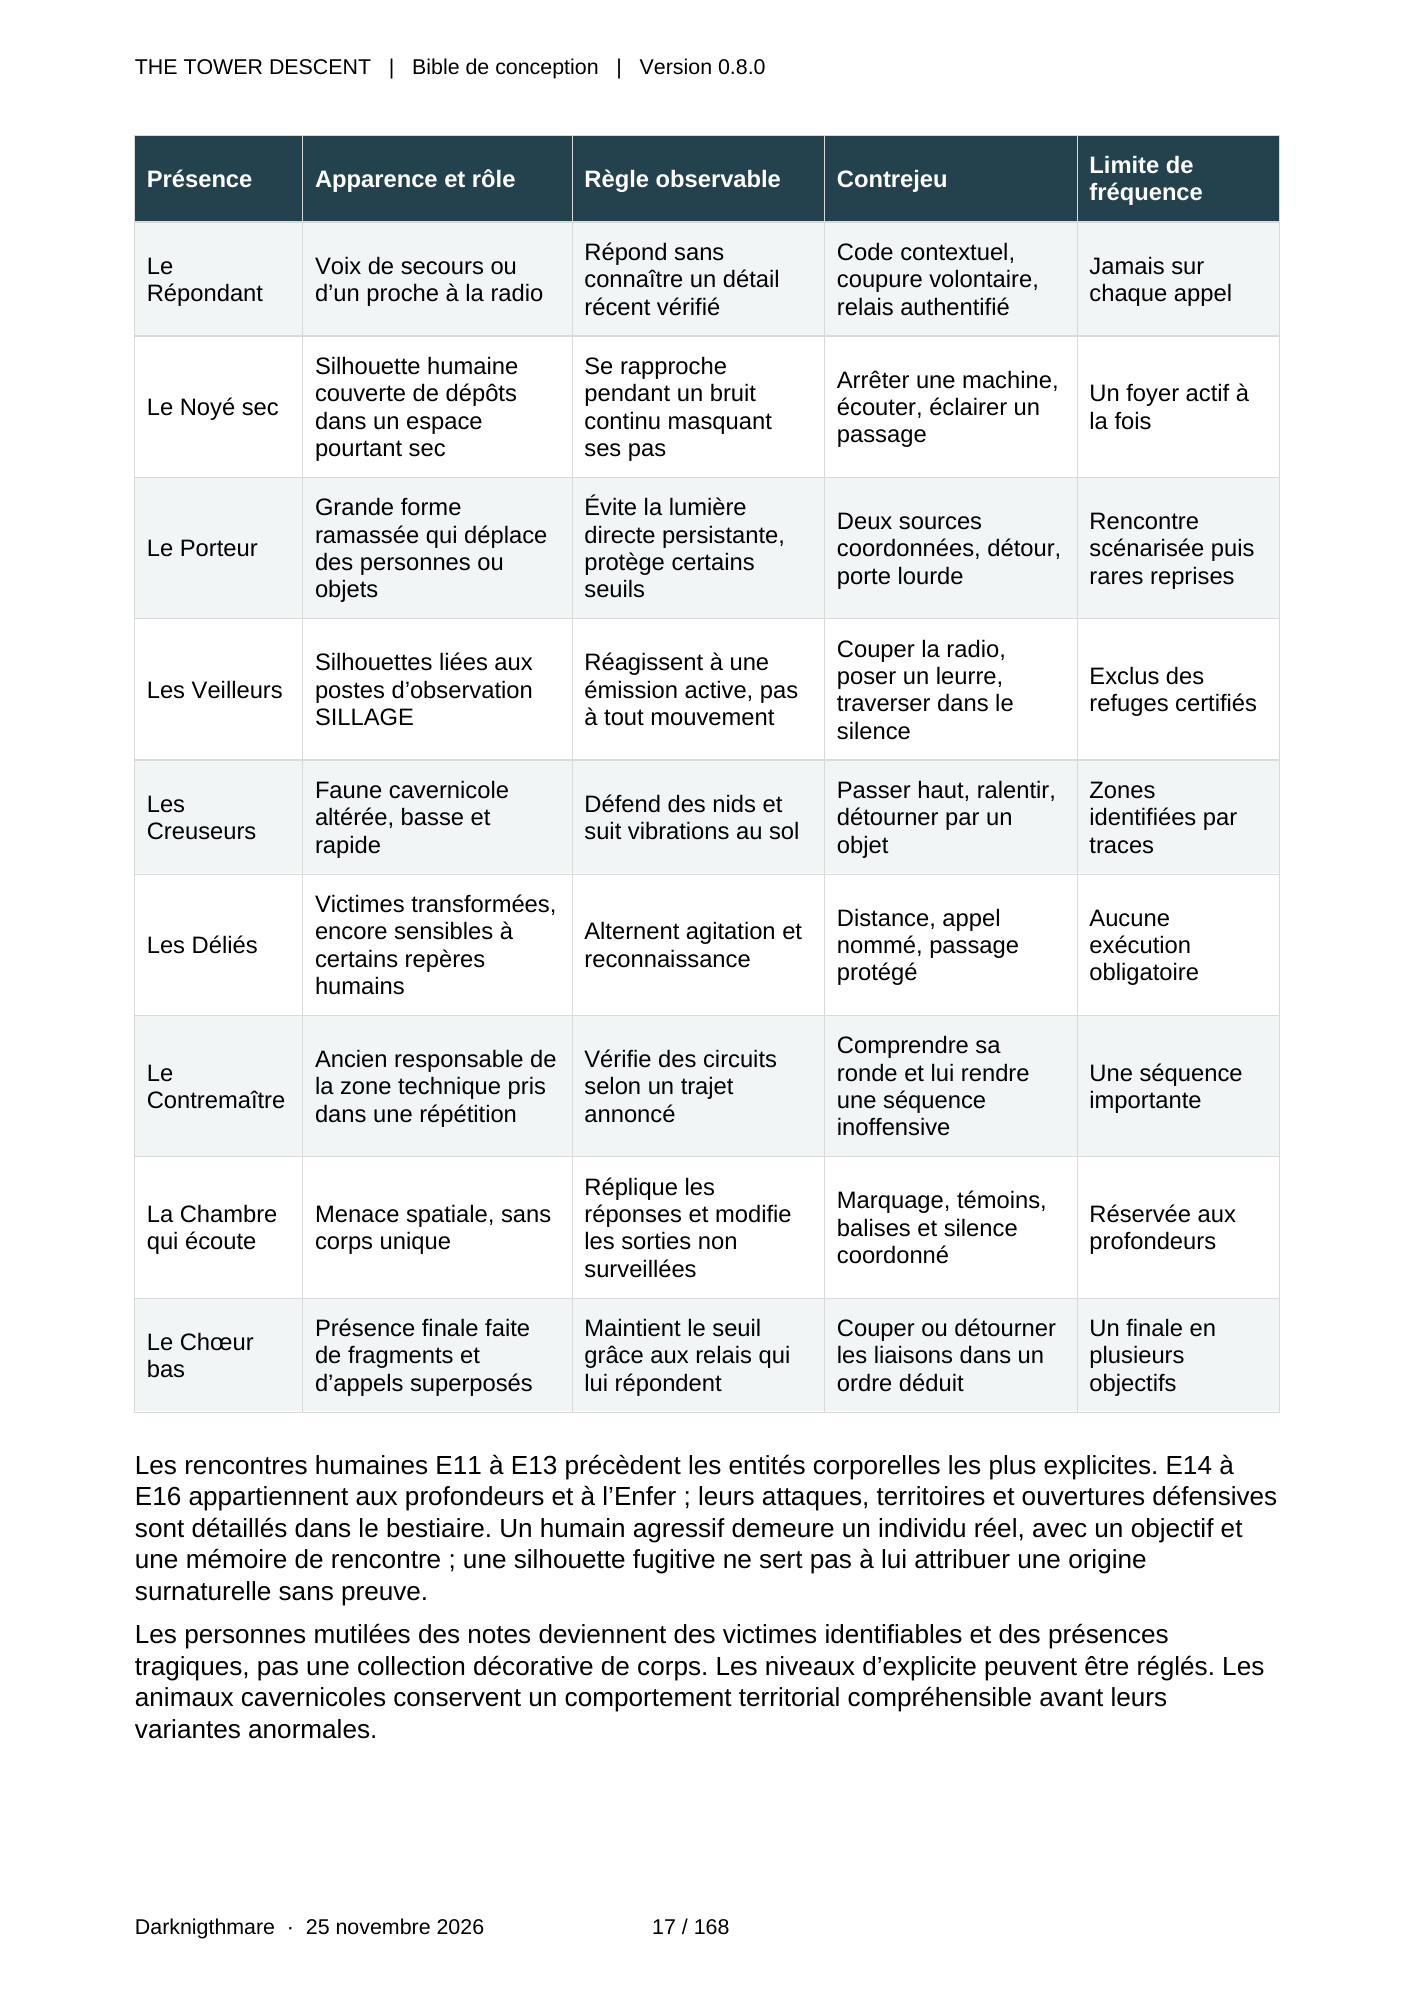 THE TOWER DESCENT | Bible de conception | Version 0.8.0
Présence
Apparence et rôle
Règle observable
Contrejeu
Limite de
fréquence
Le
Répondant
Voix de secours ou
d’un proche à la radio
Répond sans
connaître un détail
récent vérifié
Code contextuel,
coupure volontaire,
relais authentifié
Jamais sur
chaque appel
Le Noyé sec
Silhouette humaine
couverte de dépôts
dans un espace
pourtant sec
Se rapproche
pendant un bruit
continu masquant
ses pas
Arrêter une machine,
écouter, éclairer un
passage
Un foyer actif à
la fois
Le Porteur
Grande forme
ramassée qui déplace
des personnes ou
objets
Évite la lumière
directe persistante,
protège certains
seuils
Deux sources
coordonnées, détour,
porte lourde
Rencontre
scénarisée puis
rares reprises
Les Veilleurs
Silhouettes liées aux
postes d’observation
SILLAGE
Réagissent à une
émission active, pas
à tout mouvement
Couper la radio,
poser un leurre,
traverser dans le
silence
Exclus des
refuges certifiés
Les
Creuseurs
Faune cavernicole
altérée, basse et
rapide
Défend des nids et
suit vibrations au sol
Passer haut, ralentir,
détourner par un
objet
Zones
identifiées par
traces
Les Déliés
Victimes transformées,
encore sensibles à
certains repères
humains
Alternent agitation et
reconnaissance
Distance, appel
nommé, passage
protégé
Aucune
exécution
obligatoire
Le
Contremaître
Ancien responsable de
la zone technique pris
dans une répétition
Vérifie des circuits
selon un trajet
annoncé
Comprendre sa
ronde et lui rendre
une séquence
inoffensive
Une séquence
importante
La Chambre
qui écoute
Menace spatiale, sans
corps unique
Réplique les
réponses et modifie
les sorties non
surveillées
Marquage, témoins,
balises et silence
coordonné
Réservée aux
profondeurs
Le Chœur
bas
Présence finale faite
de fragments et
d’appels superposés
Maintient le seuil
grâce aux relais qui
lui répondent
Couper ou détourner
les liaisons dans un
ordre déduit
Un finale en
plusieurs
objectifs
Les rencontres humaines E11 à E13 précèdent les entités corporelles les plus explicites. E14 à
E16 appartiennent aux profondeurs et à l’Enfer ; leurs attaques, territoires et ouvertures défensives
sont détaillés dans le bestiaire. Un humain agressif demeure un individu réel, avec un objectif et
une mémoire de rencontre ; une silhouette fugitive ne sert pas à lui attribuer une origine
surnaturelle sans preuve.
Les personnes mutilées des notes deviennent des victimes identifiables et des présences
tragiques, pas une collection décorative de corps. Les niveaux d’explicite peuvent être réglés. Les
animaux cavernicoles conservent un comportement territorial compréhensible avant leurs
variantes anormales.
Darknigthmare · 25 novembre 2026 17 / 168